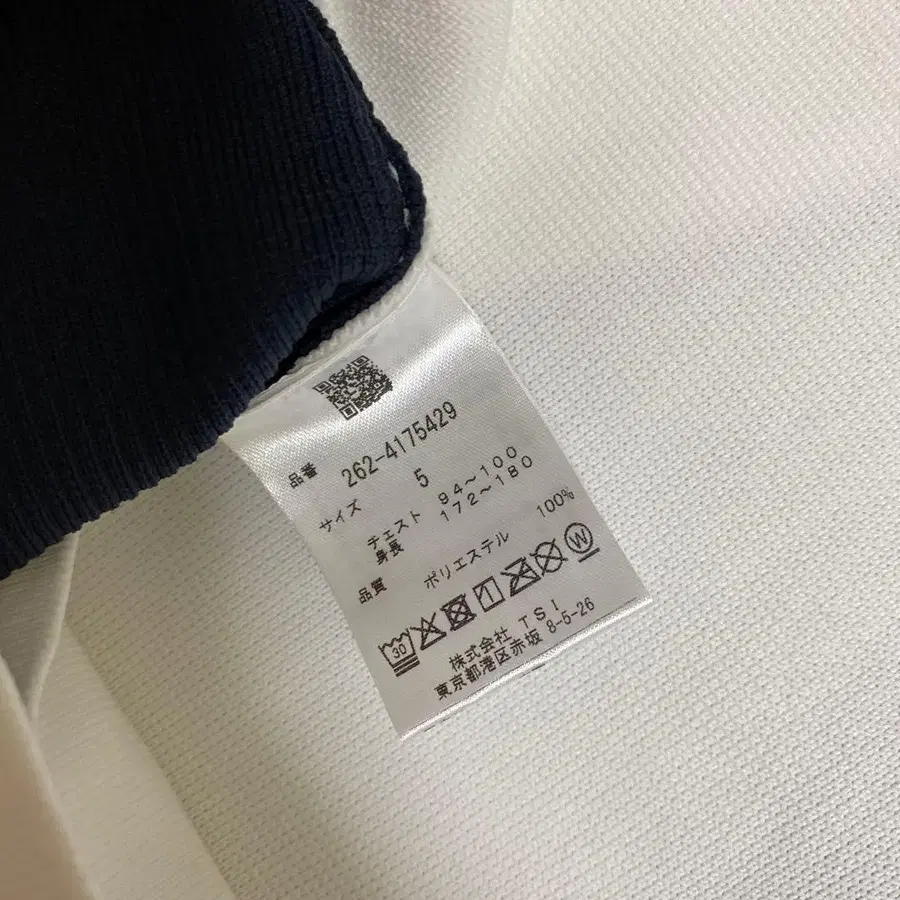 品番 262-4175429
サイズ 5
チェスト 94～100
身長 172～180
品質 ポリエステル 100%
30 W
株式会社 TSI
東京都港区赤坂 8-5-26